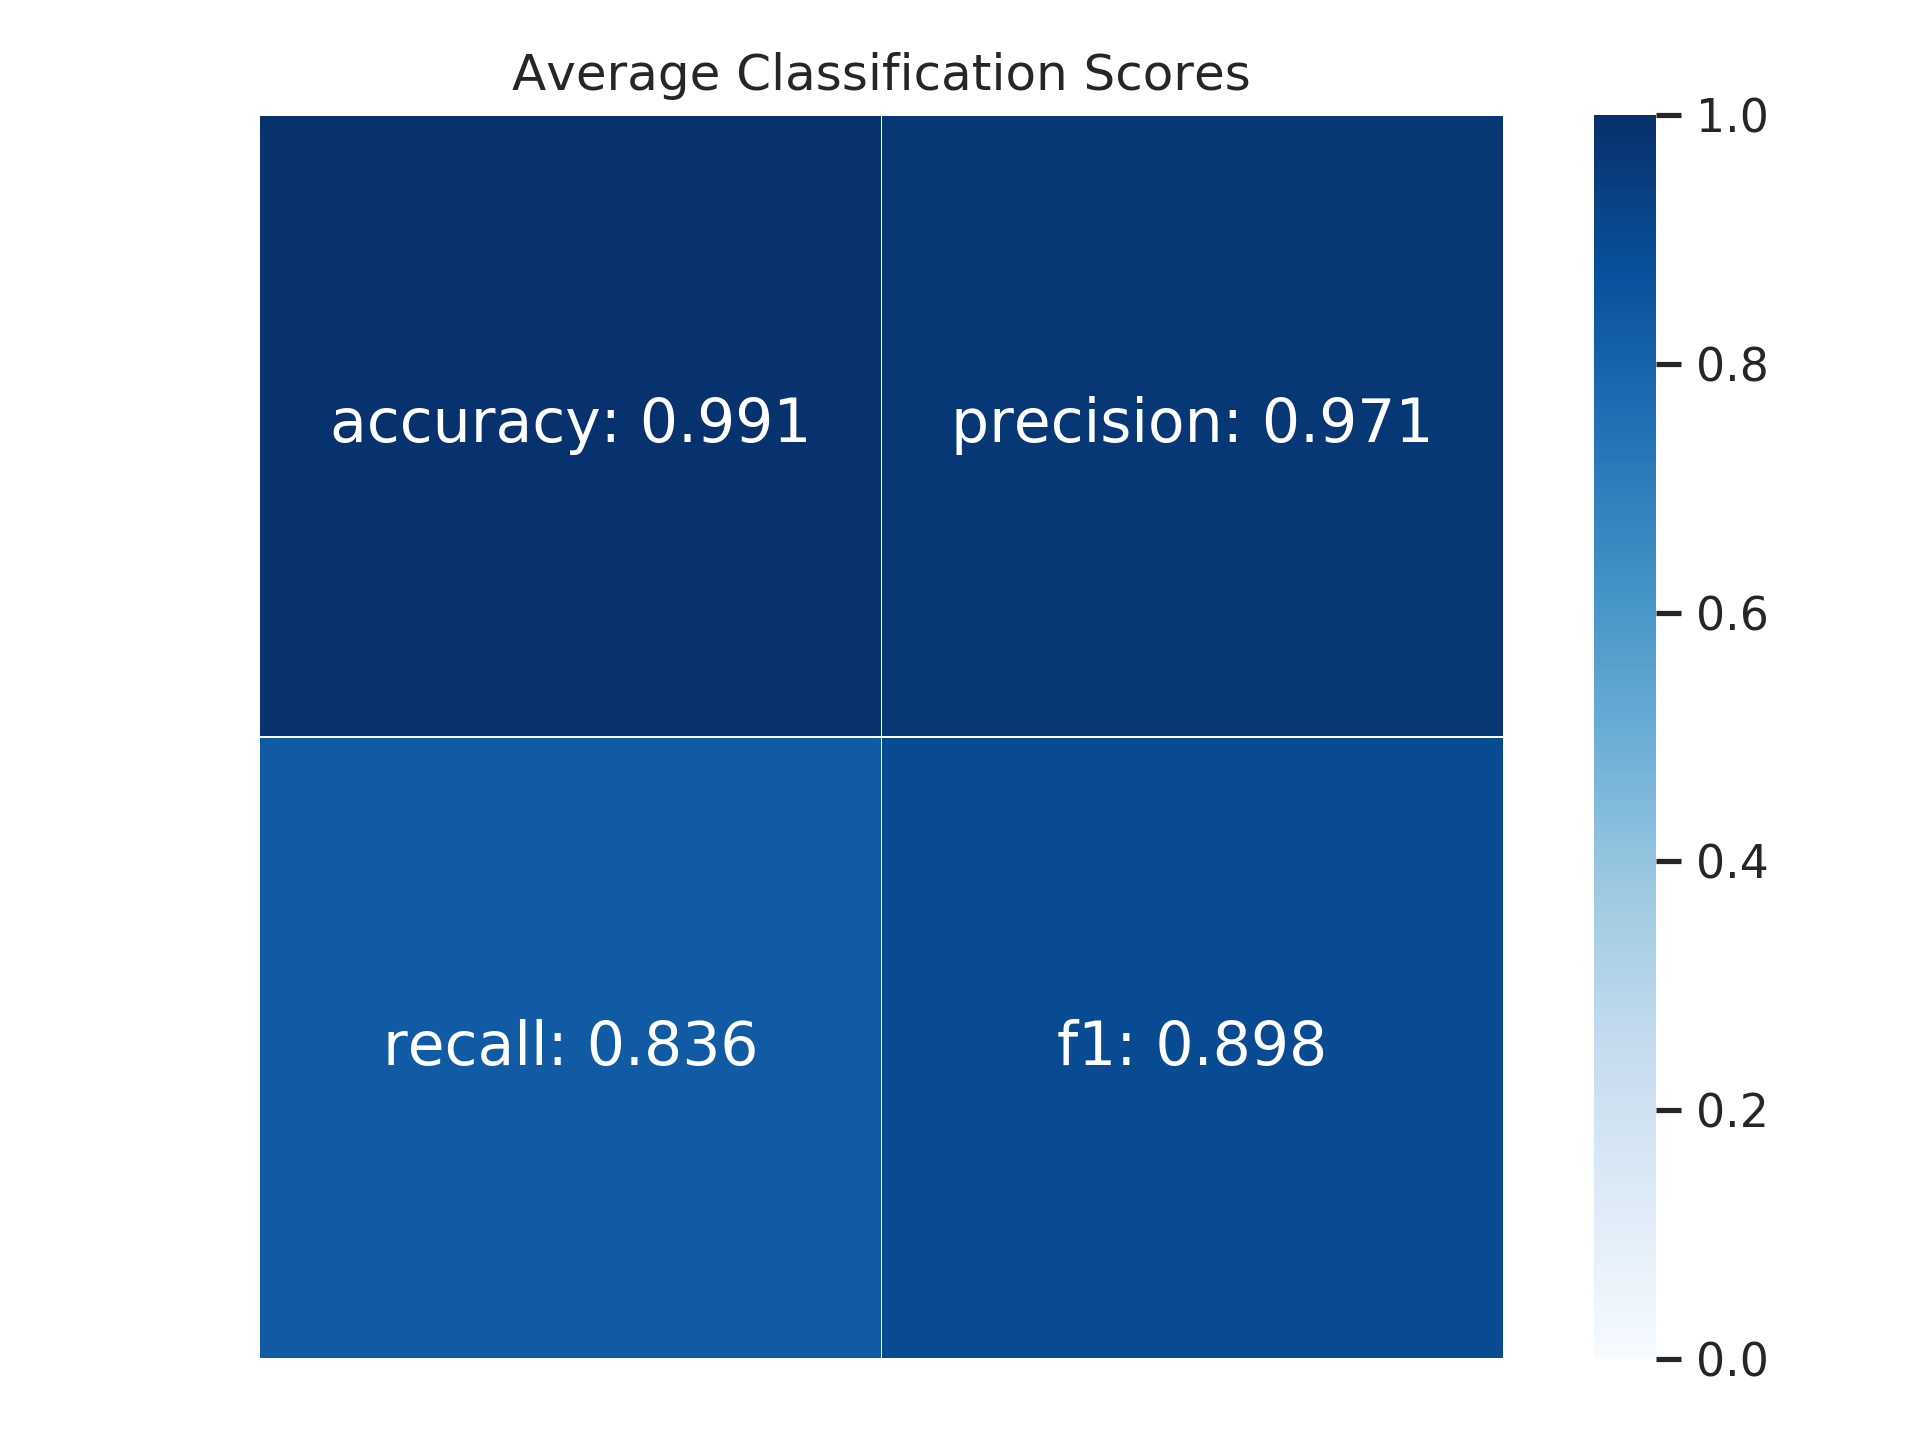 Average Classification Scores
accuracy: 0.991
precision: 0.971
recall: 0.836
f1: 0.898
1.0
0.8
0.6
0.4
0.2
0.0